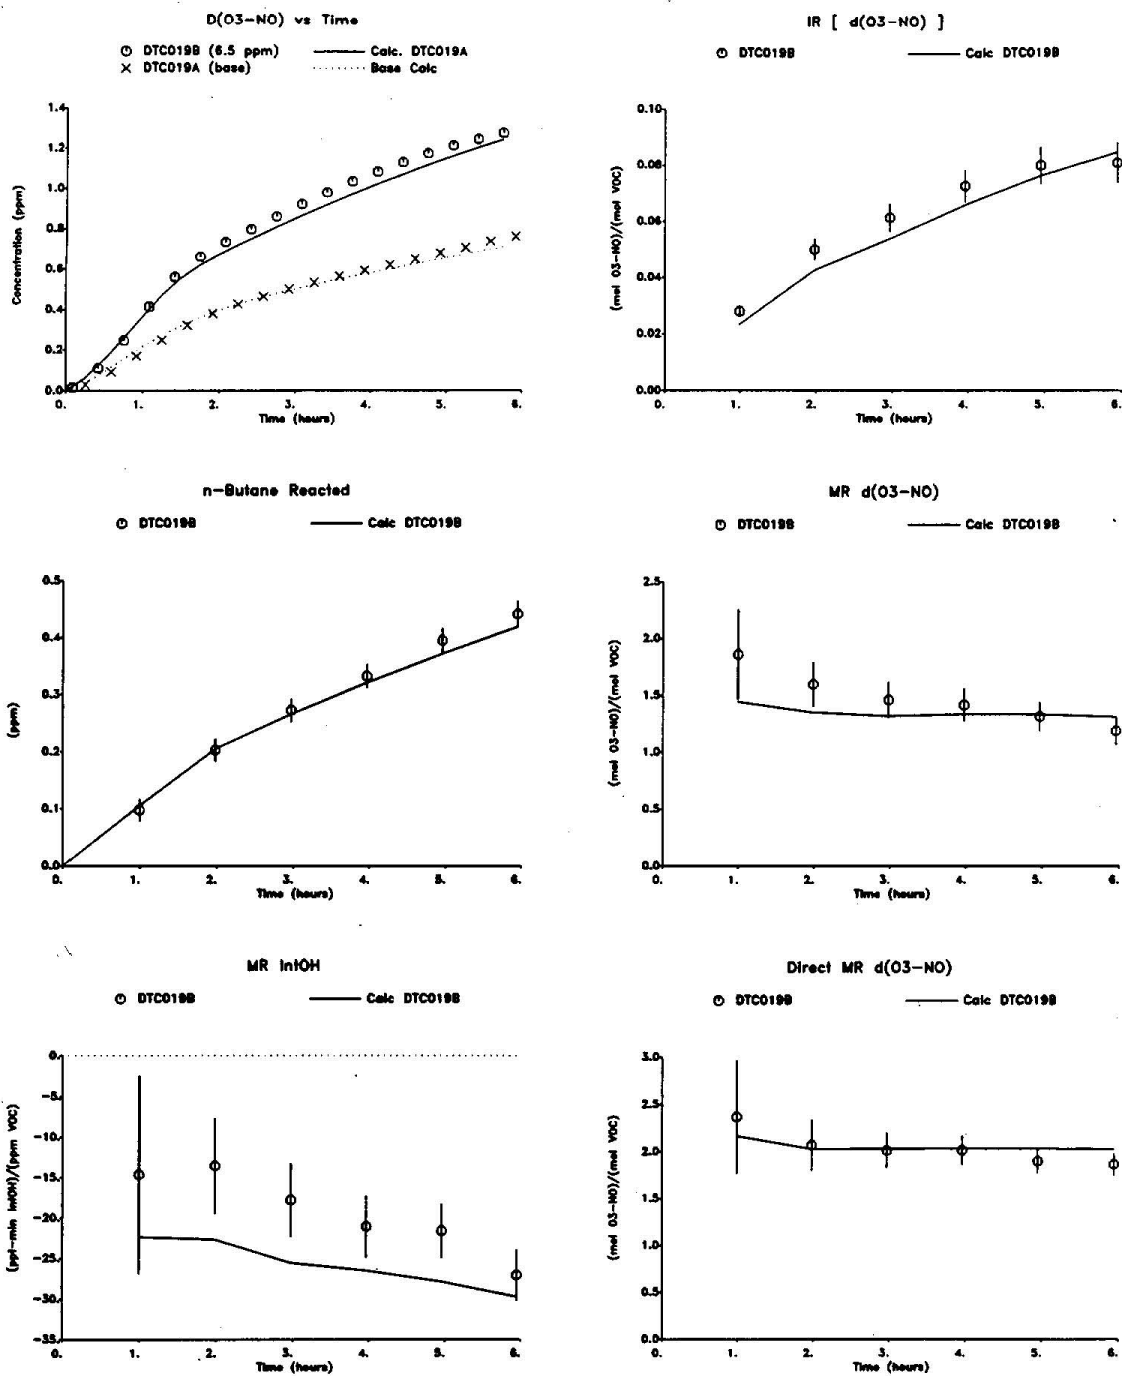 D(O3-NO) vs Time
DTC019B (6.5 ppm) Calc. DTC019A
DTC019A (base) Base Calc
Concentration (ppm)
1.4
1.2
1.0
0.8
0.6
0.4
0.2
0.0
0. 1. 2. 3. 4. 5. 6.
Time (hours)
IR [ d(O3-NO) ]
DTC019B Calc DTC019B
(mol O3-NO)/(mol VOC)
0.10
0.08
0.06
0.04
0.02
0.00
0. 1. 2. 3. 4. 5. 6.
Time (hours)
n-Butane Reacted
DTC019B Calc DTC019B
(ppm)
0.5
0.4
0.3
0.2
0.1
0.0
0. 1. 2. 3. 4. 5. 6.
Time (hours)
MR d(O3-NO)
DTC019B Calc DTC019B
(mol O3-NO)/(mol VOC)
2.5
2.0
1.5
1.0
0.5
0.0
0. 1. 2. 3. 4. 5. 6.
Time (hours)
MR IntOH
DTC019B Calc DTC019B
(ppt-min IntOH)/(ppm VOC)
0.
-5.
-10.
-15.
-20.
-25.
-30.
-35.
0. 1. 2. 3. 4. 5. 6.
Time (hours)
Direct MR d(O3-NO)
DTC019B Calc DTC019B
(mol O3-NO)/(mol VOC)
3.0
2.5
2.0
1.5
1.0
0.5
0.0
0. 1. 2. 3. 4. 5. 6.
Time (hours)